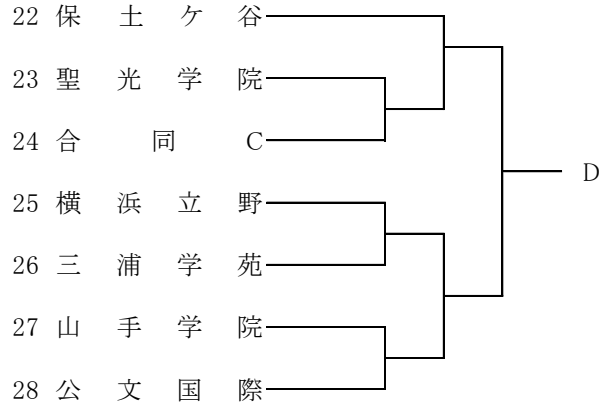 22 保土ケ谷
23 聖光学院
24 合同C
D
25 横浜立野
26 三浦学苑
27 山手学院
28 公文国際